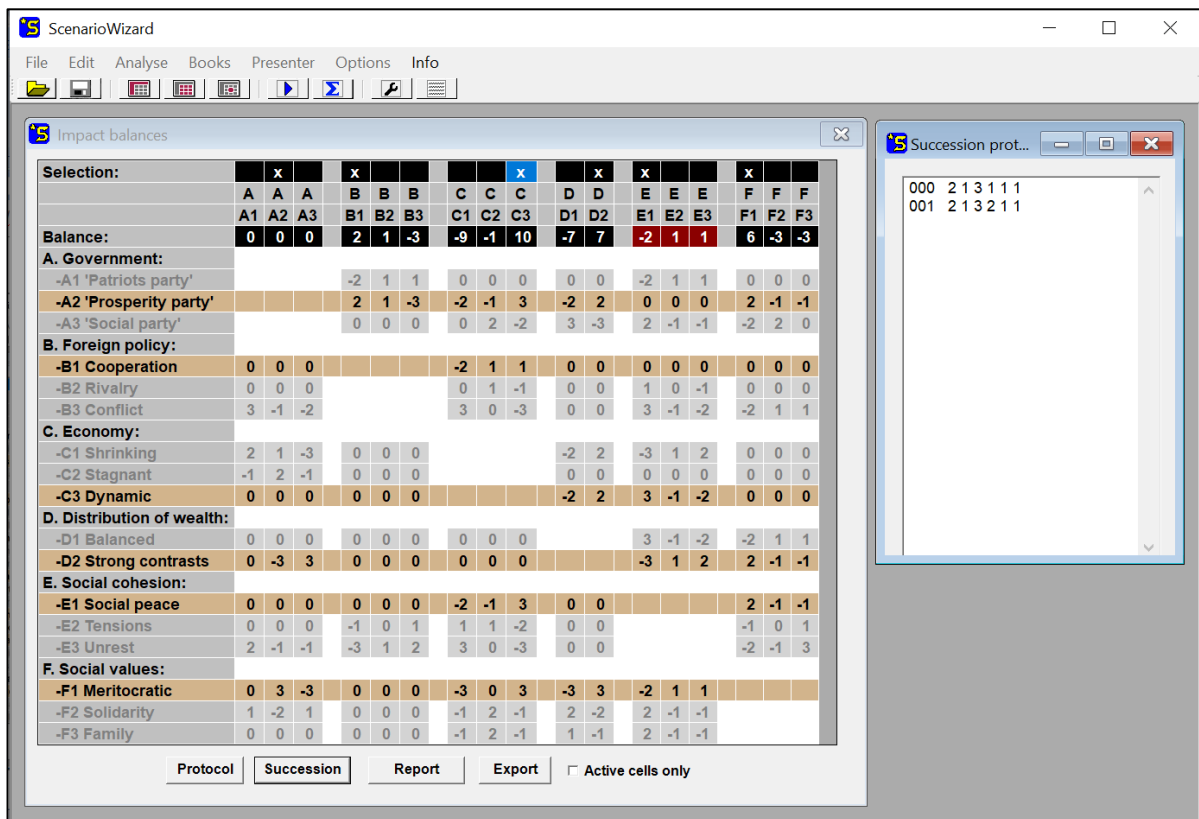 ScenarioWizard
File Edit Analyse Books Presenter Options Info
Impact balances
Selection: x x x x x x
A A A B B B C C C D D E E E F F F
A1 A2 A3 B1 B2 B3 C1 C2 C3 D1 D2 E1 E2 E3 F1 F2 F3
Balance: 0 0 0 2 1 -3 -9 -1 10 -7 7 -2 1 1 6 -3 -3
A. Government:
-A1 'Patriots party' -2 1 1 0 0 0 0 0 -2 1 1 0 0 0
-A2 'Prosperity party' 2 1 -3 -2 -1 3 -2 2 0 0 0 2 -1 -1
-A3 'Social party' 0 0 0 0 2 -2 3 -3 2 -1 -1 -2 2 0
B. Foreign policy:
-B1 Cooperation 0 0 0 -2 1 1 0 0 0 0 0 0 0 0
-B2 Rivalry 0 0 0 0 1 -1 0 0 1 0 -1 0 0 0
-B3 Conflict 3 -1 -2 3 0 -3 0 0 3 -1 -2 -2 1 1
C. Economy:
-C1 Shrinking 2 1 -3 0 0 0 -2 2 -3 1 2 0 0 0
-C2 Stagnant -1 2 -1 0 0 0 0 0 0 0 0 0 0 0
-C3 Dynamic 0 0 0 0 0 0 -2 2 3 -1 -2 0 0 0
D. Distribution of wealth:
-D1 Balanced 0 0 0 0 0 0 0 0 0 3 -1 -2 -2 1 1
-D2 Strong contrasts 0 -3 3 0 0 0 0 0 0 -3 1 2 2 -1 -1
E. Social cohesion:
-E1 Social peace 0 0 0 0 0 0 -2 -1 3 0 0 2 -1 -1
-E2 Tensions 0 0 0 -1 0 1 1 1 -2 0 0 -1 0 1
-E3 Unrest 2 -1 -1 -3 1 2 3 0 -3 0 0 -2 -1 3
F. Social values:
-F1 Meritocratic 0 3 -3 0 0 0 -3 0 3 -3 3 -2 1 1
-F2 Solidarity 1 -2 1 0 0 0 -1 2 -1 2 -2 2 -1 -1
-F3 Family 0 0 0 0 0 0 -1 2 -1 1 -1 2 -1 -1
Protocol Succession Report Export Active cells only
Succession prot...
000 2 1 3 1 1 1
001 2 1 3 2 1 1